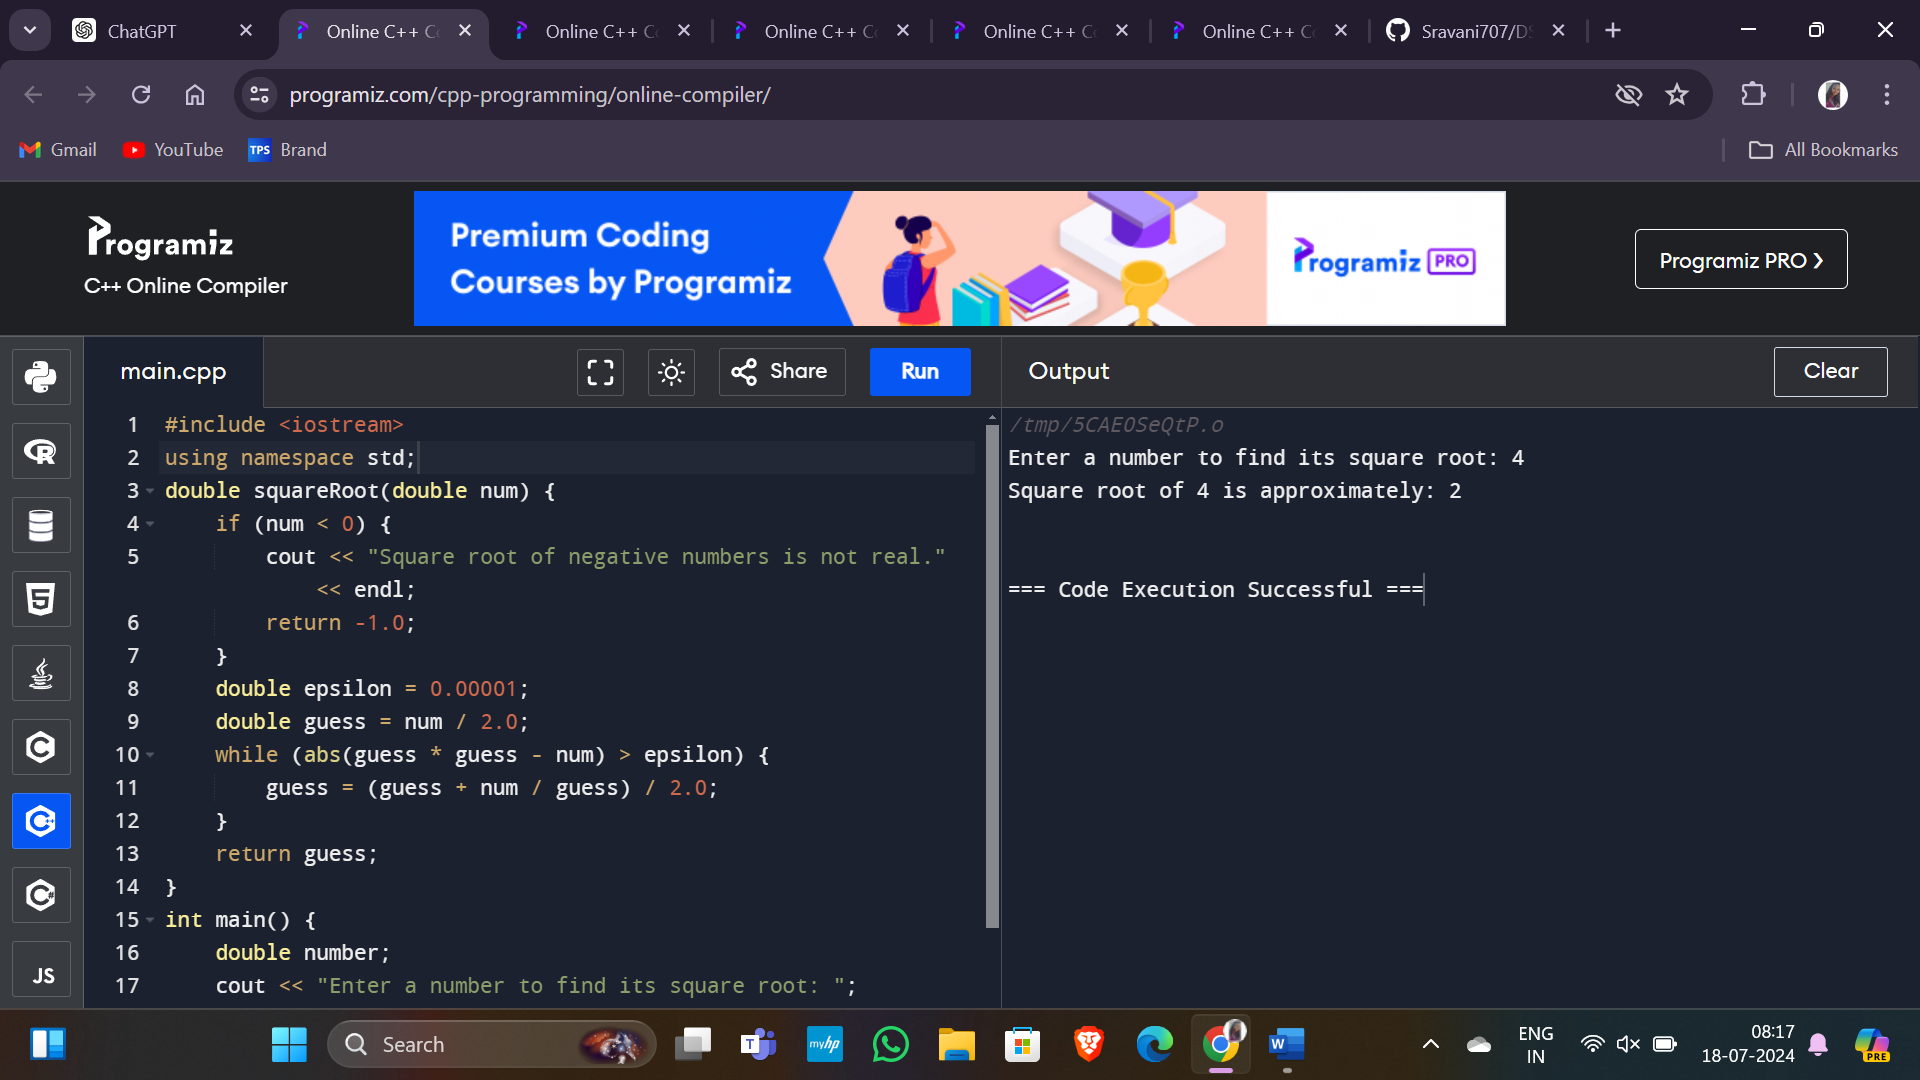 ChatGPT
Online C++ C
Online C++ C
Online C++ C
Online C++ C
Online C++ C
Sravani707/DS
programiz.com/cpp-programming/online-compiler/
Gmail
YouTube
TPS
Brand
All Bookmarks
Programiz
C++ Online Compiler
Premium Coding
Courses by Programiz
Programiz PRO
Programiz PRO ❯
main.cpp
Share
Run
Output
Clear
1 #include <iostream>
2 using namespace std;
3 double squareRoot(double num) {
4 if (num < 0) {
5 cout << "Square root of negative numbers is not real."
<< endl;
6 return -1.0;
7 }
8 double epsilon = 0.00001;
9 double guess = num / 2.0;
10 while (abs(guess * guess - num) > epsilon) {
11 guess = (guess + num / guess) / 2.0;
12 }
13 return guess;
14 }
15 int main() {
16 double number;
17 cout << "Enter a number to find its square root: ";
/tmp/5CAE0SeQtP.o
Enter a number to find its square root: 4
Square root of 4 is approximately: 2
=== Code Execution Successful ===
R
5
C
C
C
JS
Search
T
myhp
W
ENG
IN
08:17
18-07-2024
PRE